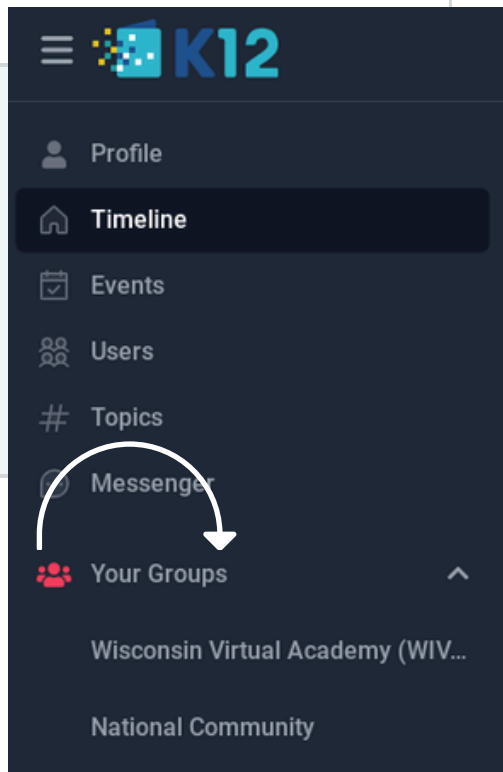 K12
Profile
Timeline
Events
Users
Topics
Messenger
Your Groups
Wisconsin Virtual Academy (WIV...
National Community